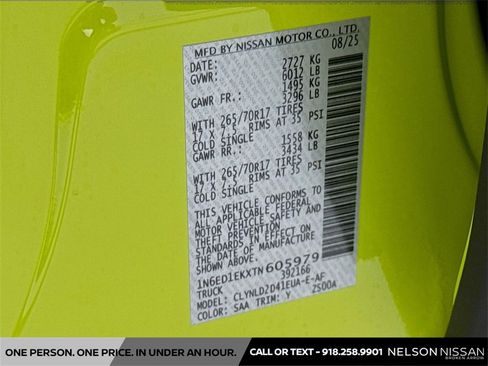 MFD BY NISSAN MOTOR CO., LTD.
DATE: 08/25
GVWR: 2727 KG
6012 LB
GAWR FR.: 1495 KG
3296 LB
WITH 265/70R17 TIRES
17 X 7.5 RIMS AT 35 PSI
COLD SINGLE
GAWR RR.: 1558 KG
3434 LB
WITH 265/70R17 TIRES
17 X 7.5 RIMS AT 35 PSI
COLD SINGLE
THIS VEHICLE CONFORMS TO
ALL APPLICABLE FEDERAL
MOTOR VEHICLE SAFETY AND
THEFT PREVENTION
STANDARDS IN EFFECT ON
THE DATE OF MANUFACTURE
1N6ED1EKXTN605979
TRUCK 392166
MODEL: CLYNLD2D41EUA-E-AF
COLOR: SAA TRIM: Y 2S00A
ONE PERSON. ONE PRICE. IN UNDER AN HOUR.
CALL OR TEXT - 918.258.9901
NELSON NISSAN
BROKEN ARROW